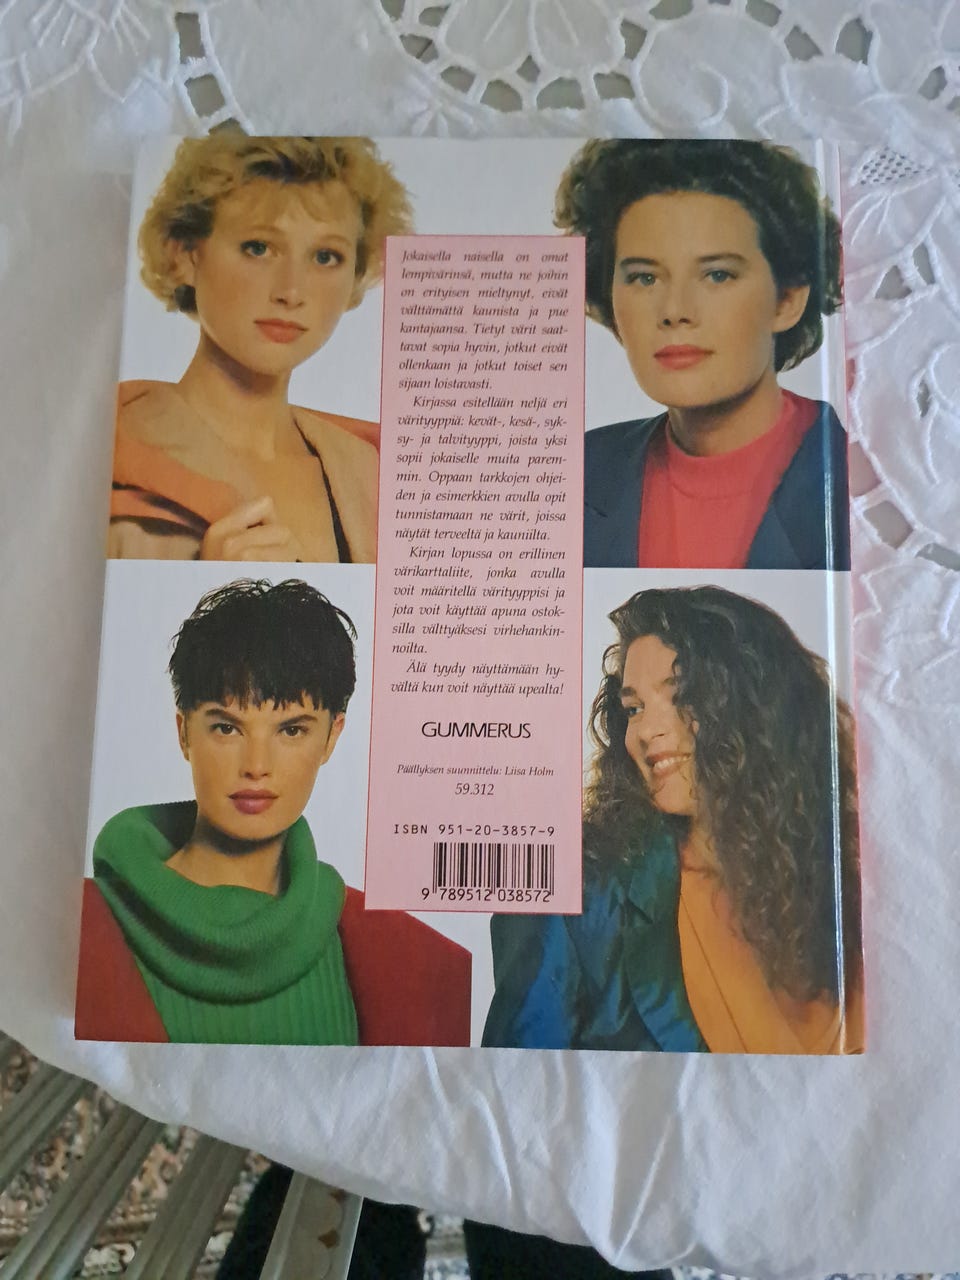 Jokaisella naisella on omat
lempivärinsä, mutta ne joihin
on erityisen mieltynyt, eivät
välttämättä kaunista ja pue
kantajaansa. Tietyt värit saat-
tavat sopia hyvin, jotkut eivät
ollenkaan ja jotkut toiset sen
sijaan loistavasti.
Kirjassa esitellään neljä eri
värityyppiä: kevät-, kesä-, syk-
sy- ja talvityyppi, joista yksi
sopii jokaiselle muita parem-
min. Oppaan tarkkojen ohjei-
den ja esimerkkien avulla opit
tunnistamaan ne värit, joissa
näytät terveeltä ja kauniilta.
Kirjan lopussa on erillinen
värikarttaliite, jonka avulla
voit määritellä värityyppisi ja
jota voit käyttää apuna ostok-
silla välttyäksesi virhehankin-
noilta.
Älä tyydy näyttämään hy-
vältä kun voit näyttää upealta!
GUMMERUS
Päällyksen suunnittelu: Liisa Holm
59.312
ISBN 951-20-3857-9
9 789512 038572